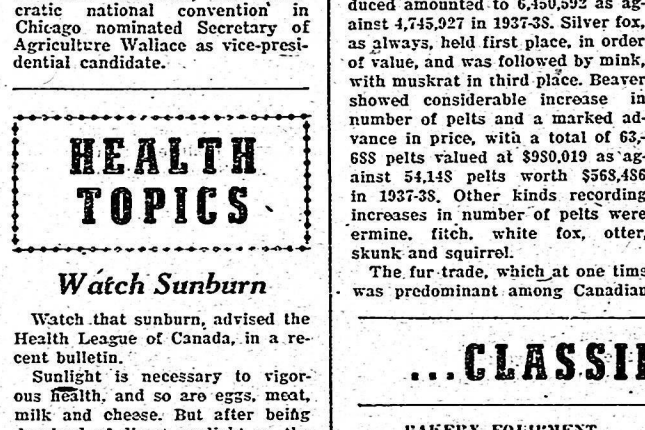 cratic national convention in
Chicago nominated Secretary of
Agriculture Wallace as vice-presi-
dential candidate.
HEALTH
TOPICS
Watch Sunburn
Watch that sunburn, advised the
Health League of Canada, in a re-
cent bulletin.
Sunlight is necessary to vigor-
ous health, and so are eggs, meat,
milk and cheese. But after being
duced amounted to 6,450,592 as ag-
ainst 4,745,927 in 1937-38. Silver fox,
as always, held first place, in order
of value, and was followed by mink,
with muskrat in third place. Beaver
showed considerable increase in
number of pelts and a marked ad-
vance in price, with a total of 63,-
688 pelts valued at $980,019 as ag-
ainst 54,148 pelts worth $568,486
in 1937-38. Other kinds recording
increases in number of pelts were
ermine, fitch, white fox, otter,
skunk and squirrel.
The fur trade, which at one time
was predominant among Canadian
...CLASSI
BAKERY EQUIPMENT